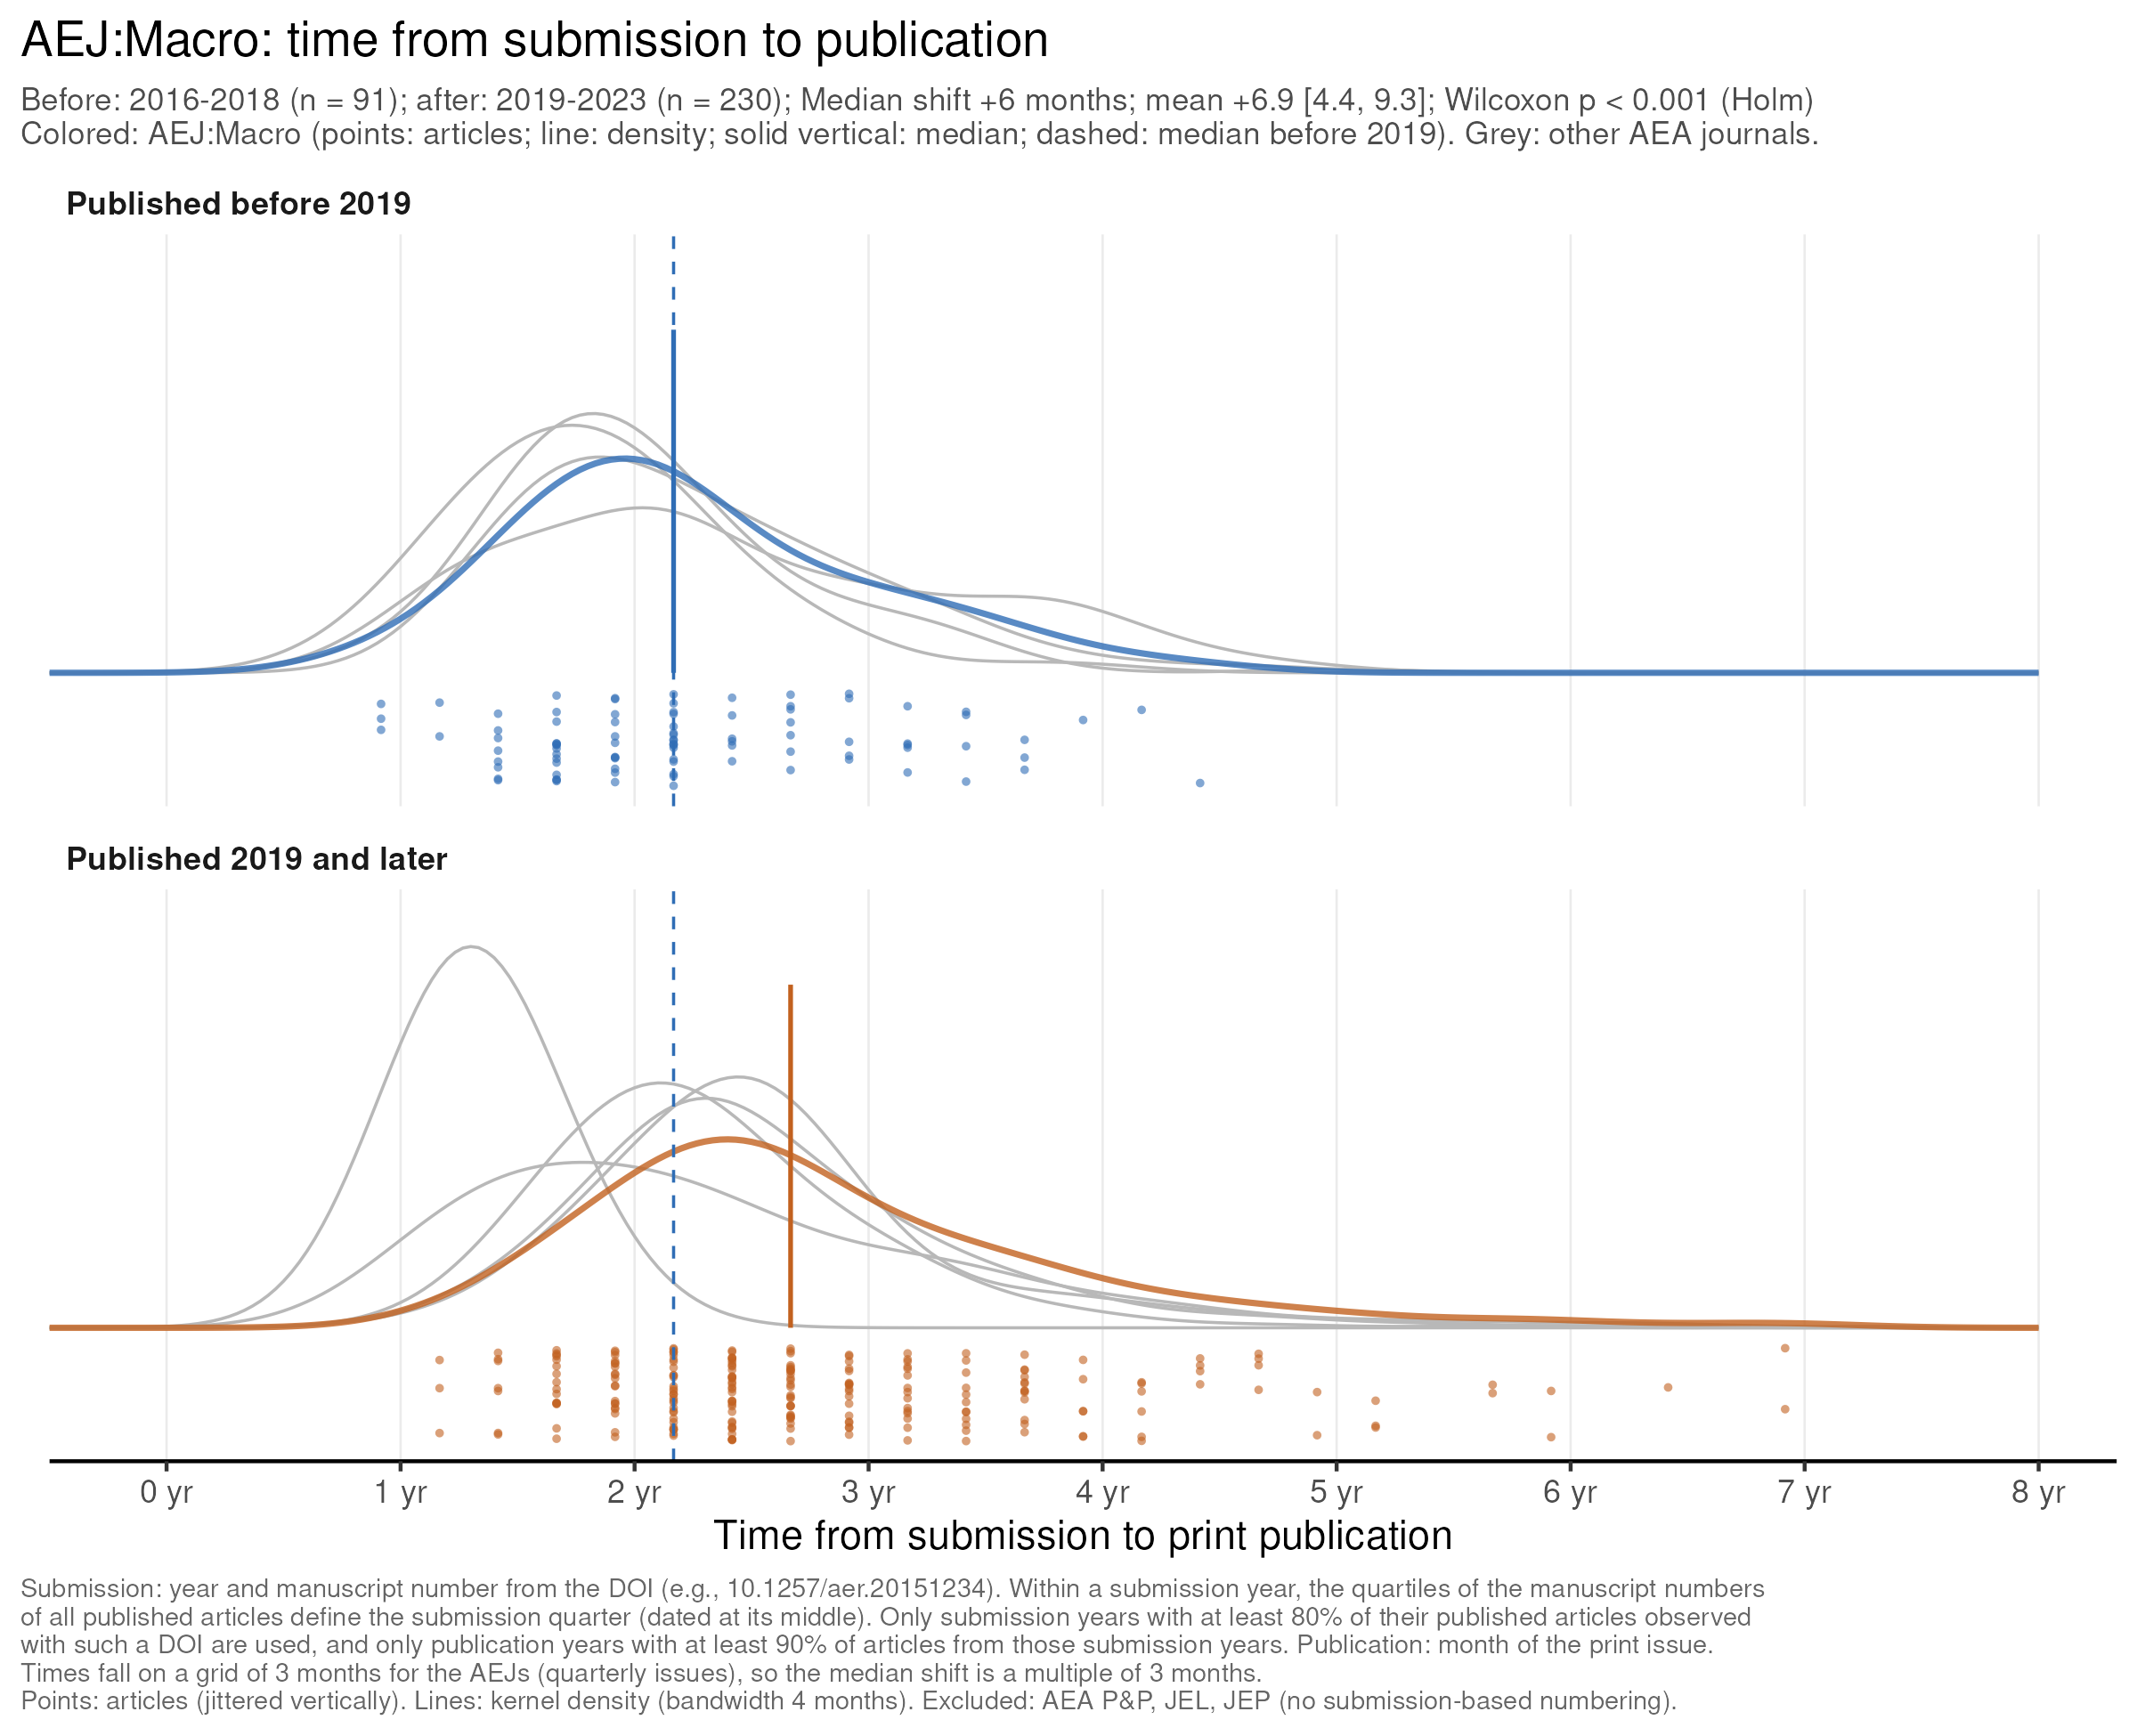 AEJ:Macro: time from submission to publication
Before: 2016-2018 (n = 91); after: 2019-2023 (n = 230); Median shift +6 months; mean +6.9 [4.4, 9.3]; Wilcoxon p < 0.001 (Holm)
Colored: AEJ:Macro (points: articles; line: density; solid vertical: median; dashed: median before 2019). Grey: other AEA journals.
Published before 2019
Published 2019 and later
0 yr 1 yr 2 yr 3 yr 4 yr 5 yr 6 yr 7 yr 8 yr
Time from submission to print publication
Submission: year and manuscript number from the DOI (e.g., 10.1257/aer.20151234). Within a submission year, the quartiles of the manuscript numbers
of all published articles define the submission quarter (dated at its middle). Only submission years with at least 80% of their published articles observed
with such a DOI are used, and only publication years with at least 90% of articles from those submission years. Publication: month of the print issue.
Times fall on a grid of 3 months for the AEJs (quarterly issues), so the median shift is a multiple of 3 months.
Points: articles (jittered vertically). Lines: kernel density (bandwidth 4 months). Excluded: AEA P&P, JEL, JEP (no submission-based numbering).